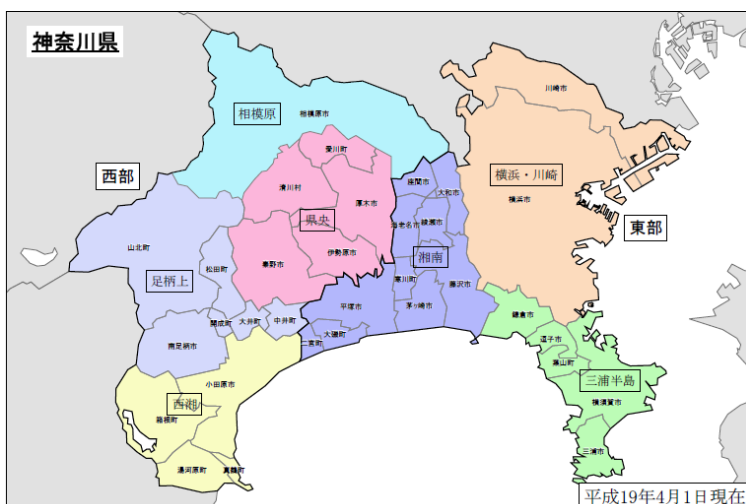 神奈川県
川崎市
相模原
相模原市
愛川町
西部
清川村
厚木市
座間市
大和市
横浜・川崎
横浜市
県央
海老名市
綾瀬市
東部
山北町
松田町
秦野市
伊勢原市
湘南
足柄上
寒川町
藤沢市
平塚市
茅ヶ崎市
鎌倉市
開成町
大井町
中井町
大磯町
二宮町
逗子市
南足柄市
葉山町
小田原市
三浦半島
西湘
横須賀市
箱根町
三浦市
湯河原町
真鶴町
平成19年4月1日現在